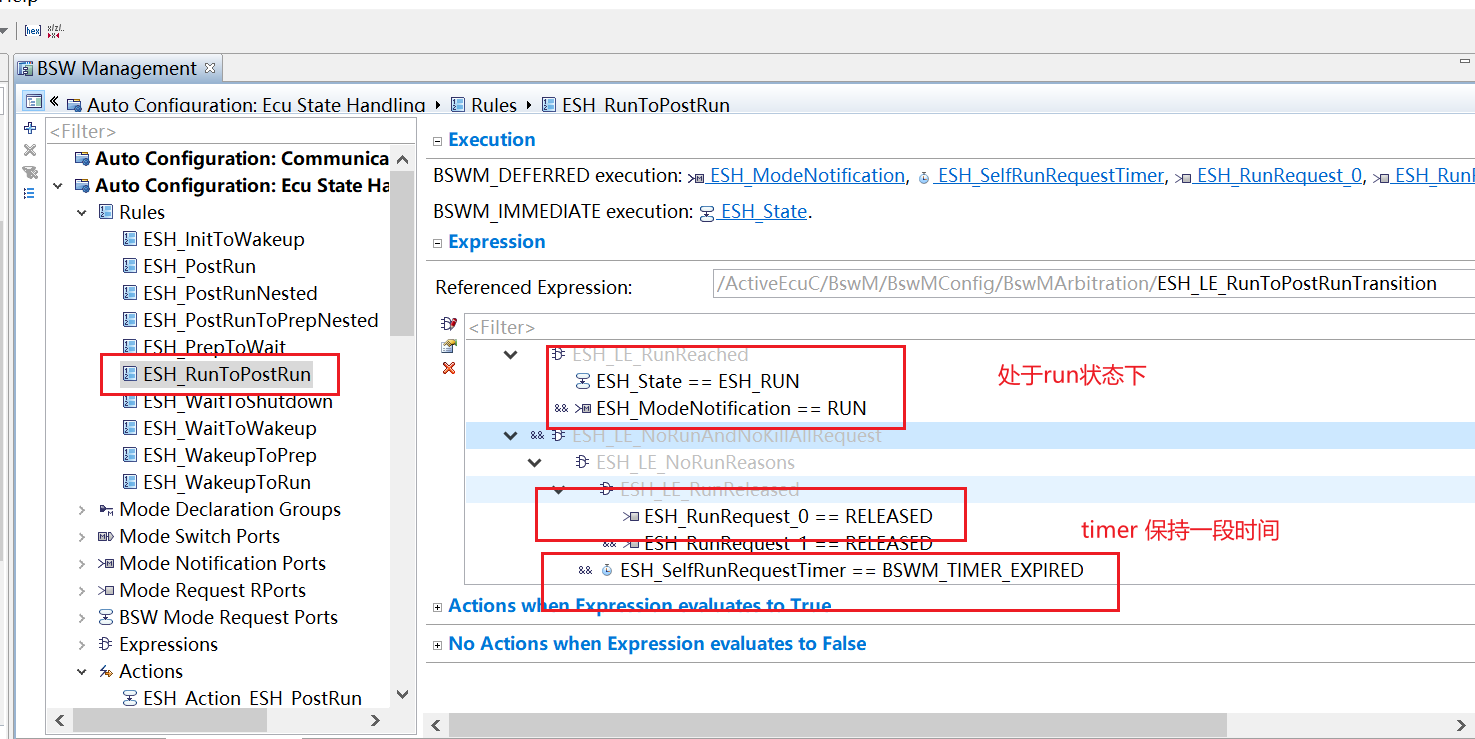 [hex]
BSW Management
Auto Configuration: Ecu State Handling
Rules
ESH_RunToPostRun
<Filter>
Auto Configuration: Communica
Auto Configuration: Ecu State Ha
Rules
ESH_InitToWakeup
ESH_PostRun
ESH_PostRunNested
ESH_PostRunToPrepNested
ESH_PrepToWait
ESH_RunToPostRun
ESH_WaitToShutdown
ESH_WaitToWakeup
ESH_WakeupToPrep
ESH_WakeupToRun
Mode Declaration Groups
Mode Switch Ports
Mode Notification Ports
Mode Request RPorts
BSW Mode Request Ports
Expressions
Actions
ESH_Action_ESH_PostRun
Execution
BSWM_DEFERRED execution: ESH_ModeNotification, ESH_SelfRunRequestTimer, ESH_RunRequest_0, ESH_RunR
BSWM_IMMEDIATE execution: ESH_State.
Expression
Referenced Expression: /ActiveEcuC/BswM/BswMConfig/BswMArbitration/ESH_LE_RunToPostRunTransition
<Filter>
ESH_LE_RunReached
ESH_State == ESH_RUN
&& ESH_ModeNotification == RUN
处于run状态下
&& ESH_LE_NoRunAndNoKillAllRequest
ESH_LE_NoRunReasons
ESH_LE_RunReleased
ESH_RunRequest_0 == RELEASED
timer 保持一段时间
&& ESH_RunRequest_1 == RELEASED
&& ESH_SelfRunRequestTimer == BSWM_TIMER_EXPIRED
Actions when Expression evaluates to True
No Actions when Expression evaluates to False